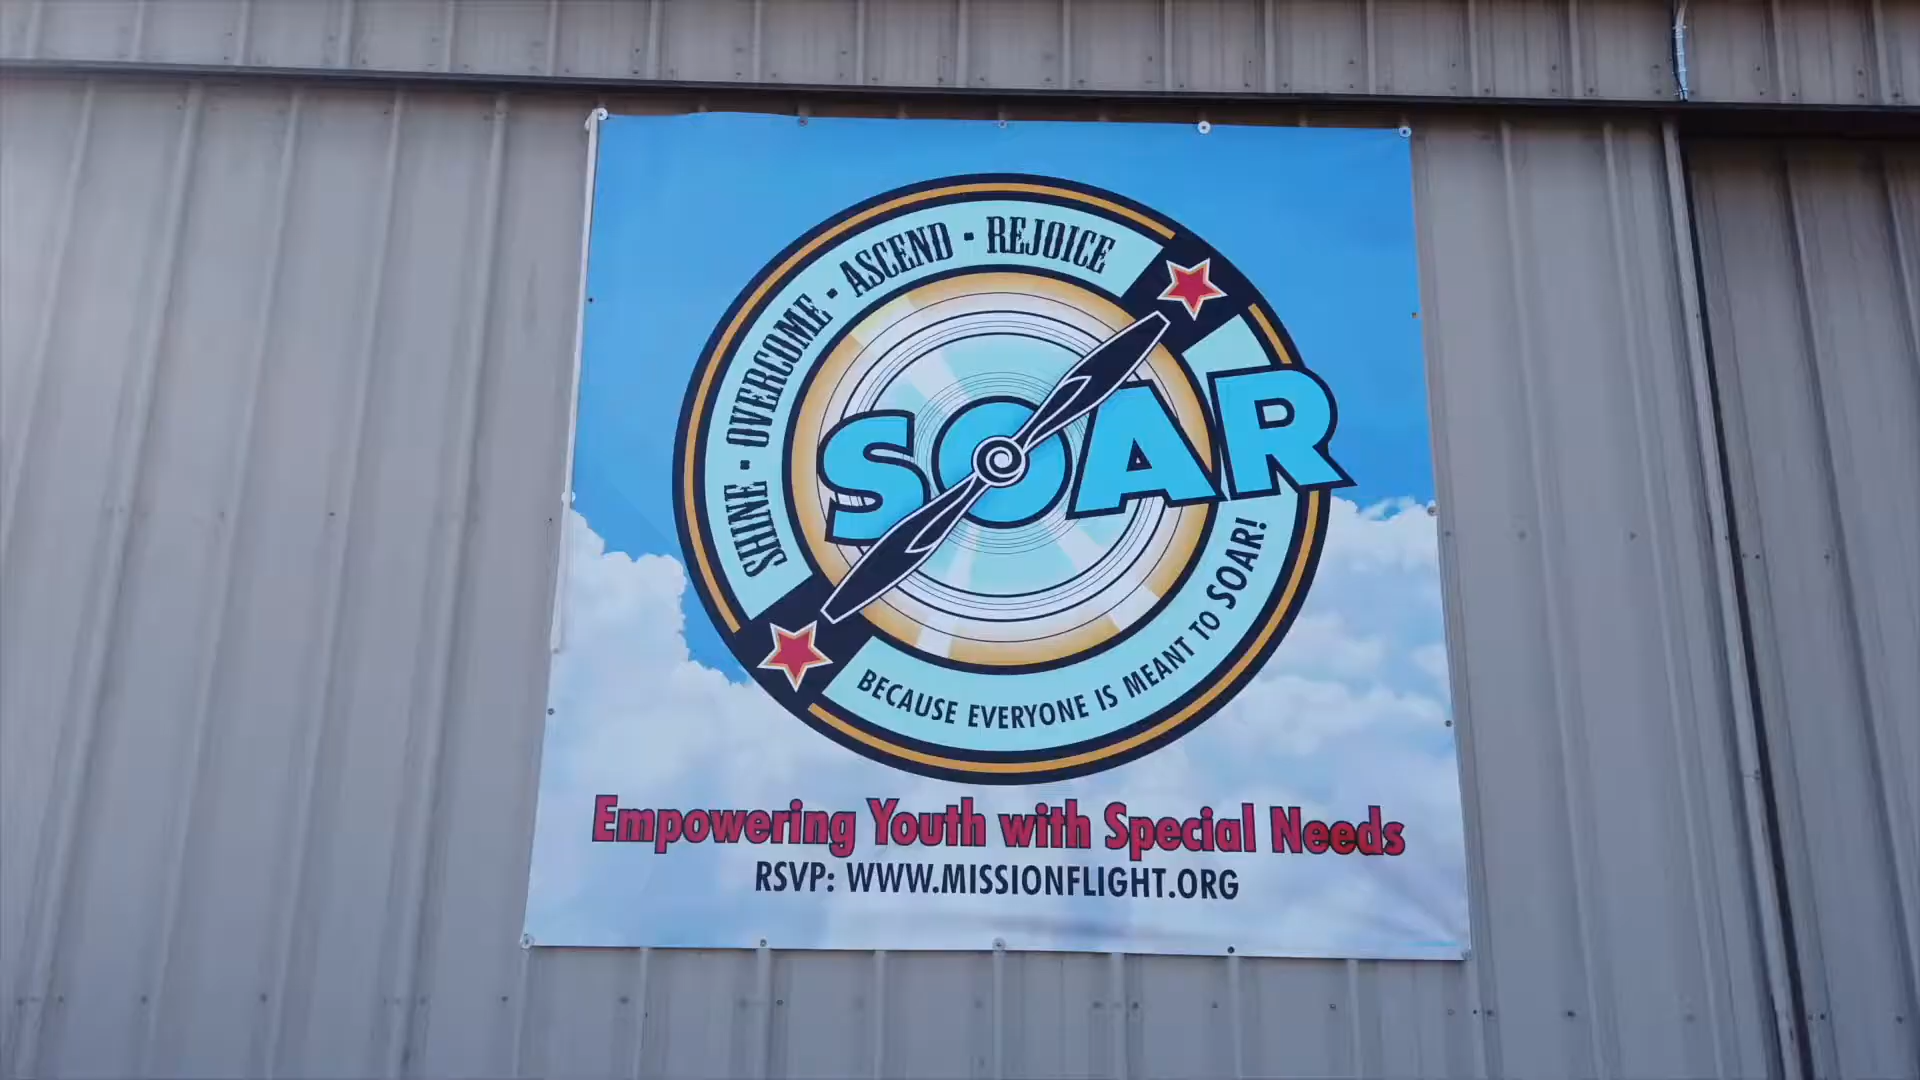 SHINE · OVERCOME · ASCEND · REJOICE
SOAR
BECAUSE EVERYONE IS MEANT TO SOAR!
Empowering Youth with Special Needs
RSVP: WWW.MISSIONFLIGHT.ORG